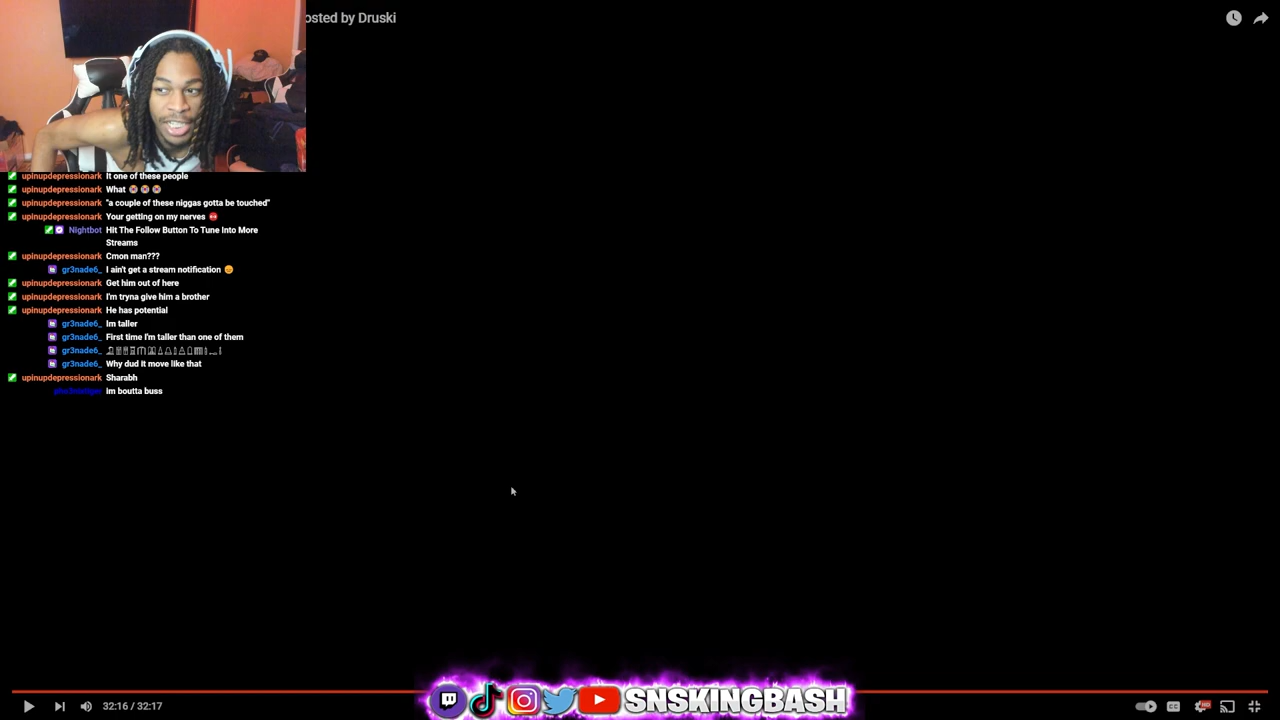 osted by Druski
upinupdepressionark It one of these people
upinupdepressionark What
upinupdepressionark "a couple of these niggas gotta be touched"
upinupdepressionark Your getting on my nerves
Nightbot Hit The Follow Button To Tune Into More
Streams
upinupdepressionark Cmon man???
gr3nade6_ I ain't get a stream notification
upinupdepressionark Get him out of here
upinupdepressionark I'm tryna give him a brother
upinupdepressionark He has potential
gr3nade6_ Im taller
gr3nade6_ First time I'm taller than one of them
gr3nade6_
gr3nade6_ Why dud it move like that
upinupdepressionark Sharabh
im boutta buss
SNSKINGBASH
32:16 / 32:17